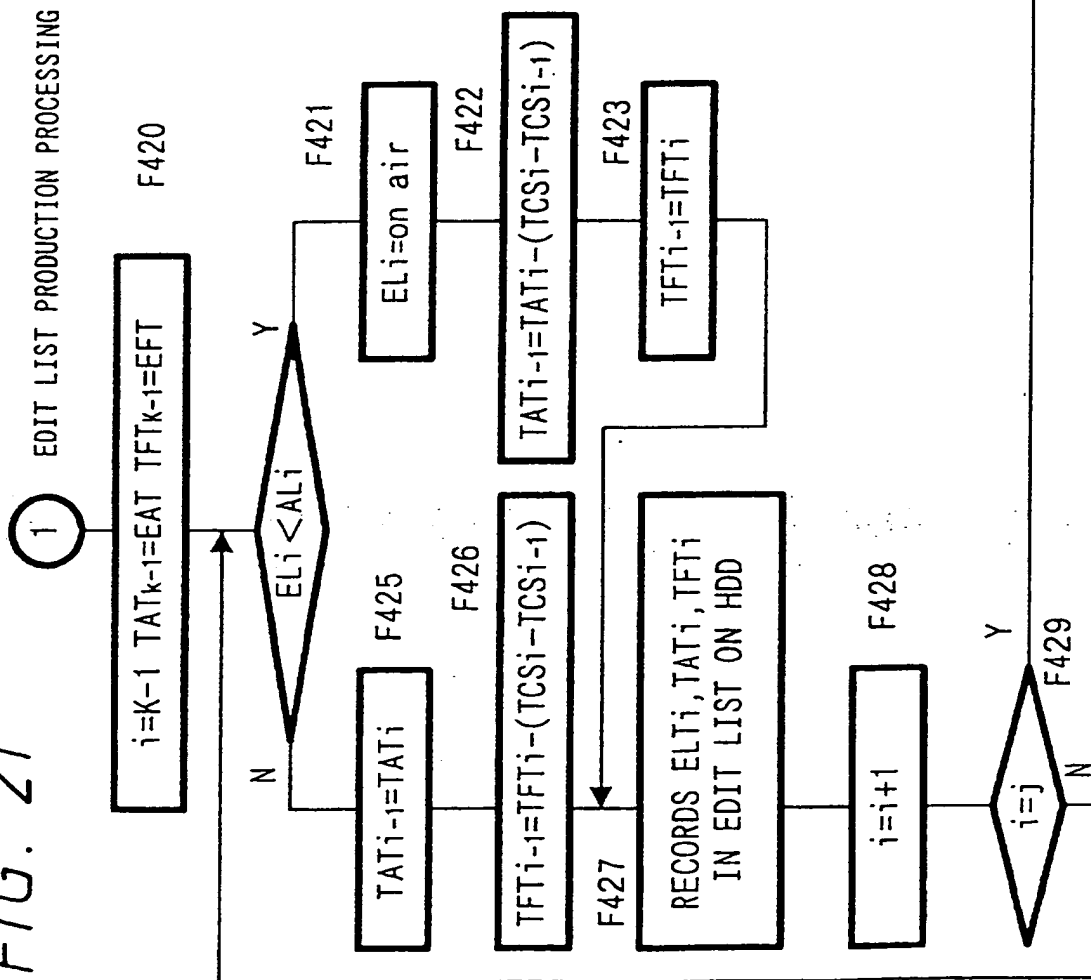 FIG. 21
1
EDIT LIST PRODUCTION PROCESSING
F420
i=K-1 TATK-1=EAT TFTK-1=EFT
ELi<ALi
Y
N
F421
ELi=on air
F422
TATi-1=TATi-(TCSi-TCSi-1)
F423
TFTi-1=TFTi
F425
TATi-1=TATi
F426
TFTi-1=TFTi-(TCSi-TCSi-1)
F427
RECORDS ELTi,TATi,TFTi
IN EDIT LIST ON HDD
F428
i=i+1
F429
i=j
Y
N